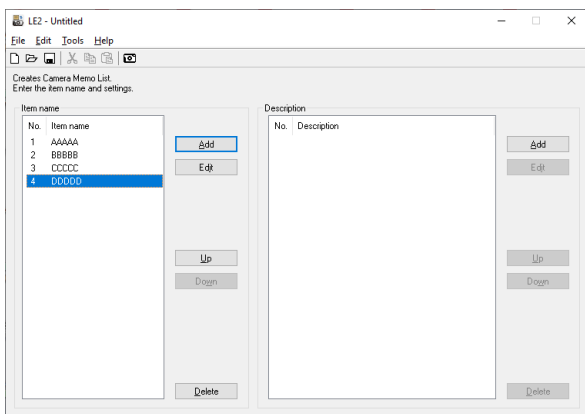 LE2 - Untitled
File Edit Tools Help
Creates Camera Memo List.
Enter the item name and settings.
Item name
No. Item name
1 AAAAA
2 BBBBB
3 CCCCC
4 DDDDD
Add
Edit
Up
Down
Delete
Description
No. Description
Add
Edit
Up
Down
Delete